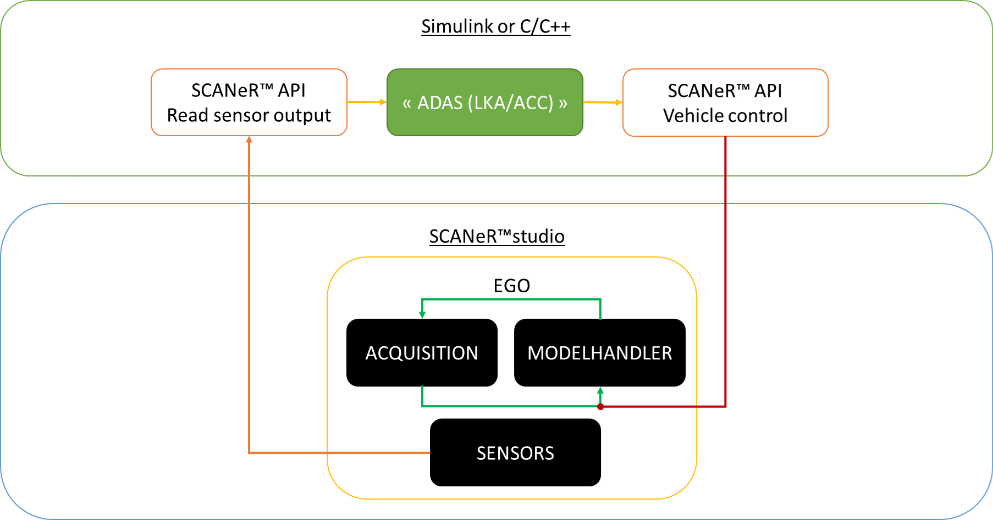 Simulink or C/C++
SCANeR™ API
Read sensor output
« ADAS (LKA/ACC) »
SCANeR™ API
Vehicle control
SCANeR™studio
EGO
ACQUISITION
MODELHANDLER
SENSORS